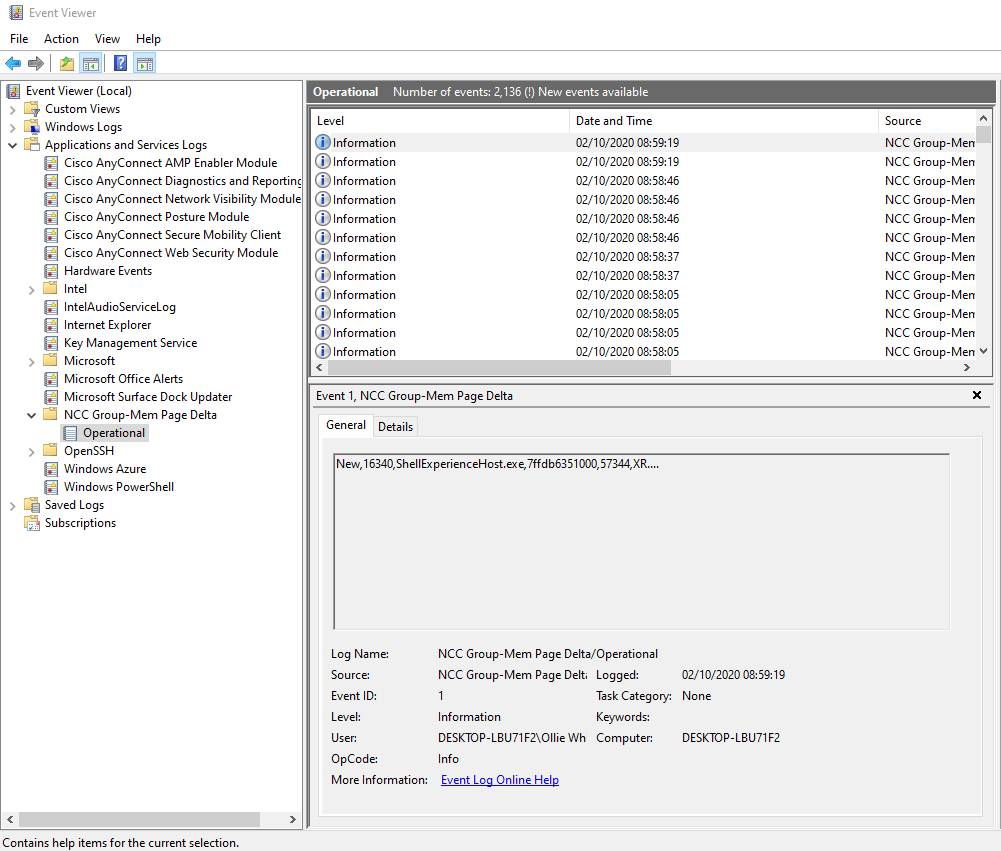 Event Viewer
File Action View Help
Event Viewer (Local)
Custom Views
Windows Logs
Applications and Services Logs
Cisco AnyConnect AMP Enabler Module
Cisco AnyConnect Diagnostics and Reporting
Cisco AnyConnect Network Visibility Module
Cisco AnyConnect Posture Module
Cisco AnyConnect Secure Mobility Client
Cisco AnyConnect Web Security Module
Hardware Events
Intel
IntelAudioServiceLog
Internet Explorer
Key Management Service
Microsoft
Microsoft Office Alerts
Microsoft Surface Dock Updater
NCC Group-Mem Page Delta
Operational
OpenSSH
Windows Azure
Windows PowerShell
Saved Logs
Subscriptions
Operational Number of events: 2,136 (!) New events available
Level Date and Time Source
Information 02/10/2020 08:59:19 NCC Group-Mem
Information 02/10/2020 08:59:19 NCC Group-Mem
Information 02/10/2020 08:58:46 NCC Group-Mem
Information 02/10/2020 08:58:46 NCC Group-Mem
Information 02/10/2020 08:58:46 NCC Group-Mem
Information 02/10/2020 08:58:46 NCC Group-Mem
Information 02/10/2020 08:58:37 NCC Group-Mem
Information 02/10/2020 08:58:37 NCC Group-Mem
Information 02/10/2020 08:58:05 NCC Group-Mem
Information 02/10/2020 08:58:05 NCC Group-Mem
Information 02/10/2020 08:58:05 NCC Group-Mem
Information 02/10/2020 08:58:05 NCC Group-Mem
Event 1, NCC Group-Mem Page Delta
General Details
New,16340,ShellExperienceHost.exe,7ffdb6351000,57344,XR....
Log Name: NCC Group-Mem Page Delta/Operational
Source: NCC Group-Mem Page Delta Logged: 02/10/2020 08:59:19
Event ID: 1 Task Category: None
Level: Information Keywords:
User: DESKTOP-LBU71F2\Ollie Wh Computer: DESKTOP-LBU71F2
OpCode: Info
More Information: Event Log Online Help
Contains help items for the current selection.